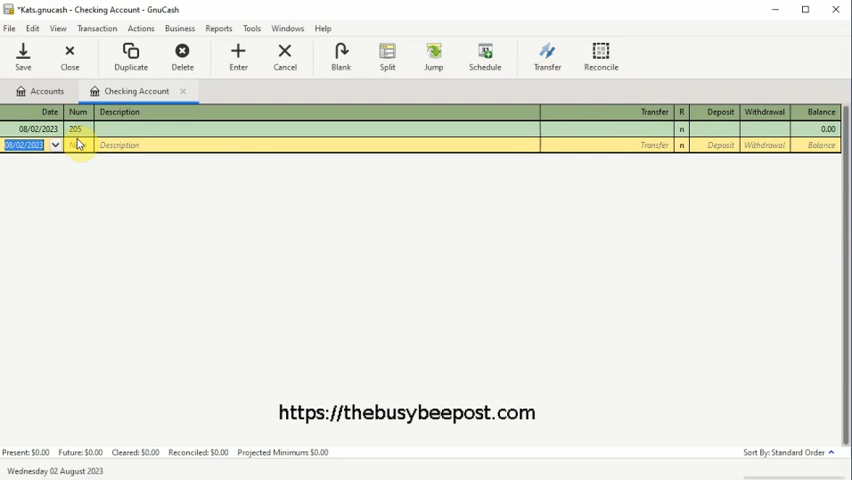 *Kats.gnucash - Checking Account - GnuCash
File Edit View Transaction Actions Business Reports Tools Windows Help
Save Close Duplicate Delete Enter Cancel Blank Split Jump Schedule Transfer Reconcile
Accounts Checking Account
Date Num Description Transfer R Deposit Withdrawal Balance
08/02/2023 205 n 0.00
08/02/2023 Description Transfer n Deposit Withdrawal Balance
https://thebusybeepost.com
Present: $0.00 Future: $0.00 Cleared: $0.00 Reconciled: $0.00 Projected Minimum: $0.00 Sort By: Standard Order
Wednesday 02 August 2023